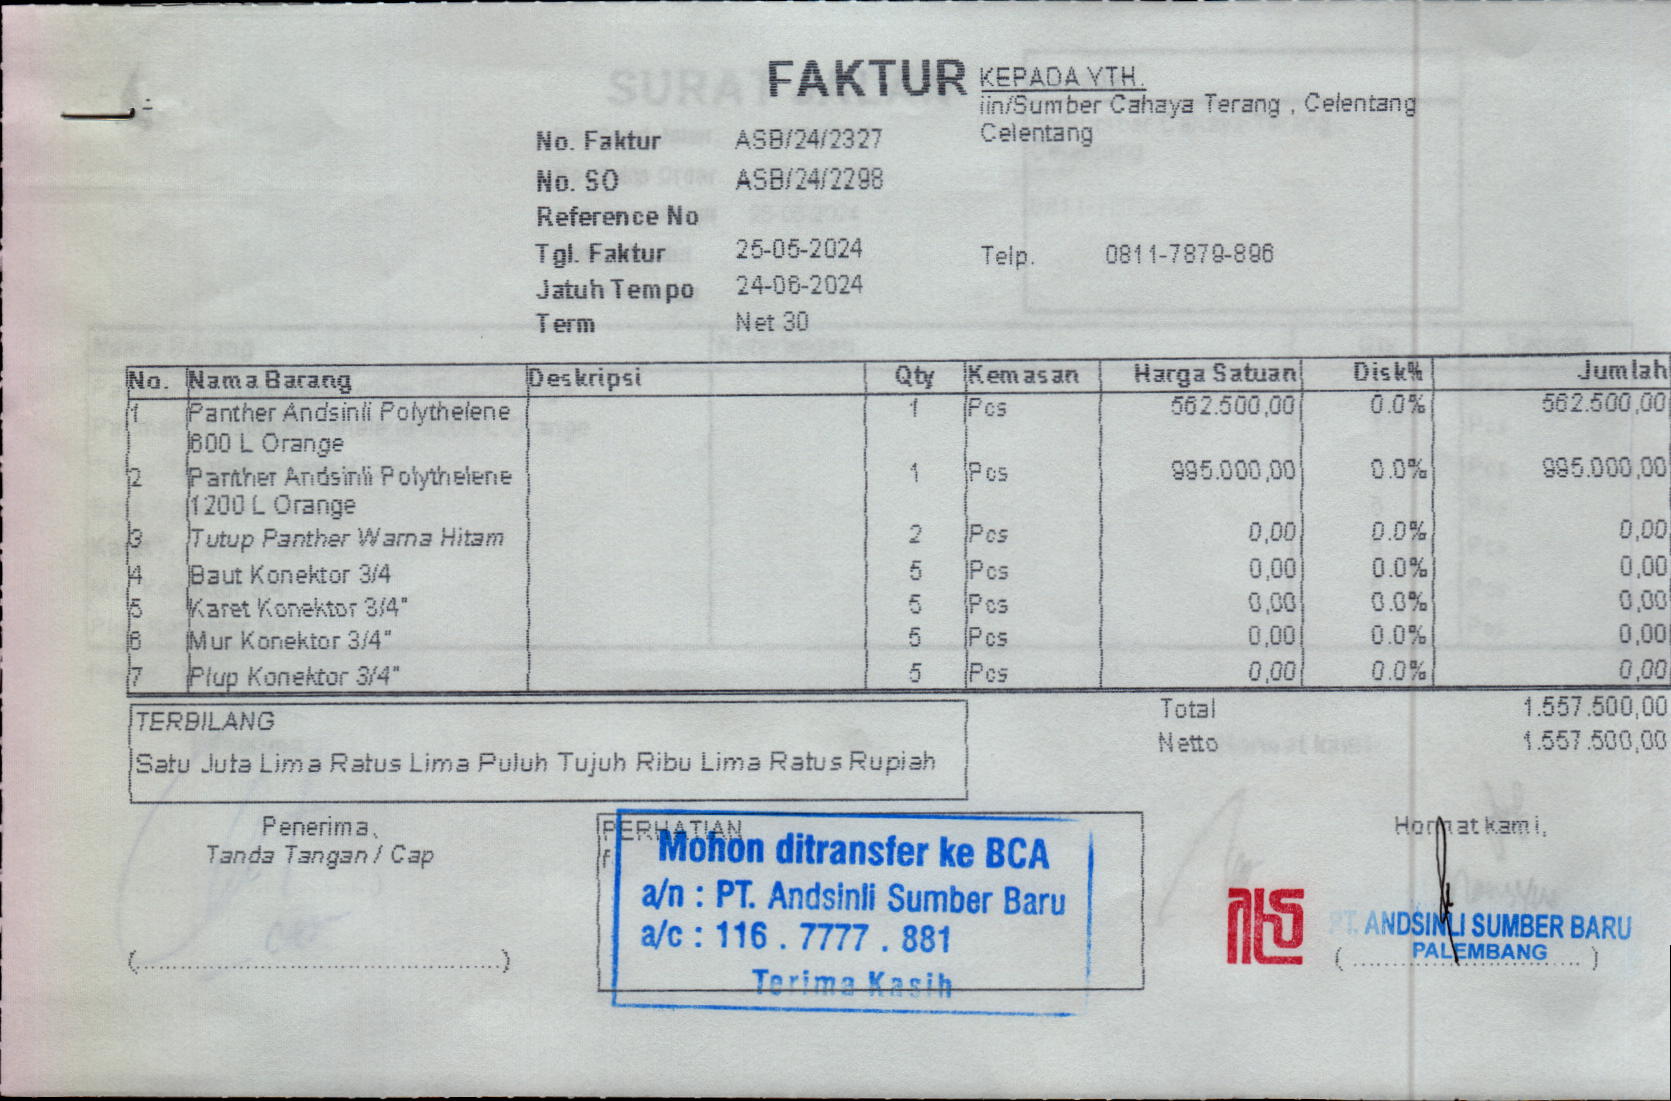 FAKTUR
KEPADA YTH.
iin/Sumber Cahaya Terang , Celentang
Celentang
No. Faktur ASB/24/2327
No. SO ASB/24/2298
Reference No
Tgl. Faktur 25-05-2024
Telp. 0811-7879-896
Jatuh Tempo 24-06-2024
Term Net 30
No. Nama Barang Deskripsi Qty Kemasan Harga Satuan Disk% Jumlah
1 Panther Andsinli Polythelene 1 Pcs 562.500,00 0.0% 562.500,00
600 L Orange
2 Panther Andsinli Polythelene 1 Pcs 995.000,00 0.0% 995.000,00
1200 L Orange
3 Tutup Panther Warna Hitam 2 Pcs 0,00 0.0% 0,00
4 Baut Konektor 3/4 5 Pcs 0,00 0.0% 0,00
5 Karet Konektor 3/4" 5 Pcs 0,00 0.0% 0,00
6 Mur Konektor 3/4" 5 Pcs 0,00 0.0% 0,00
7 Plup Konektor 3/4" 5 Pcs 0,00 0.0% 0,00
Total 1.557.500,00
Netto 1.557.500,00
TERBILANG
Satu Juta Lima Ratus Lima Puluh Tujuh Ribu Lima Ratus Rupiah
Penerima,
Tanda Tangan / Cap
(........................................)
PERHATIAN
Mohon ditransfer ke BCA
a/n : PT. Andsinli Sumber Baru
a/c : 116 . 7777 . 881
Terima Kasih
Hormat kami,
PT. ANDSINLI SUMBER BARU
PALEMBANG
(........................................)